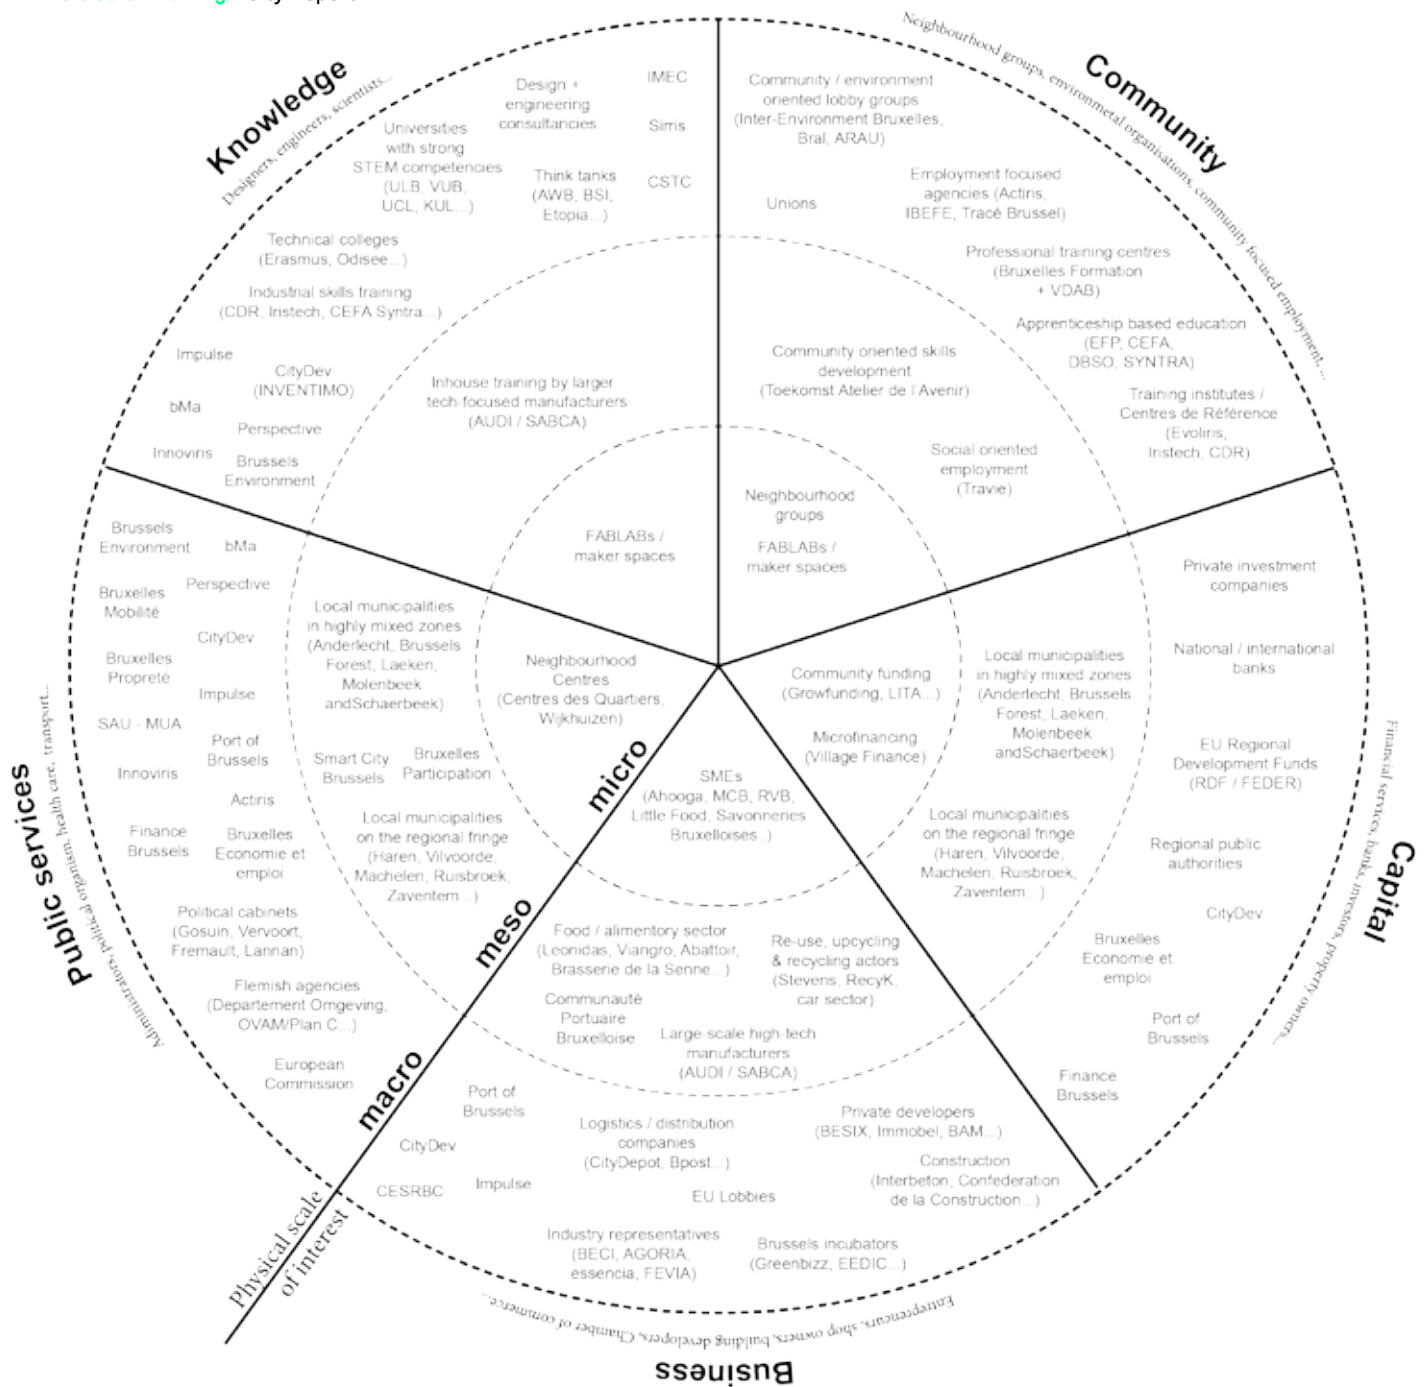 Knowledge
Designers, engineers, scientists...
IMEC
Design +
engineering
consultancies
Sirris
Universities
with strong
STEM competencies
(ULB, VUB,
UCL, KUL...)
Think tanks
(AWB, BSI,
Etopia...)
CSTC
Technical colleges
(Erasmus, Odisee...)
Industrial skills training
(CDR, Iristech, CEFA Syntra...)
Impulse
CityDev
(INVENTIMO)
bMa
Perspective
Innoviris
Brussels
Environment
Inhouse training by larger
tech-focused manufacturers
(AUDI / SABCA)
FABLABs /
maker spaces
Community
Neighbourhood groups, environmetal organisations, community focused employment, ...
Community / environment
oriented lobby groups
(Inter-Environment Bruxelles,
Bral, ARAU)
Employment focused
agencies (Actiris,
IBEFE, Tracé Brussel)
Unions
Professional training centres
(Bruxelles Formation
+ VDAB)
Apprenticeship based education
(EFP, CEFA,
DBSO, SYNTRA)
Training institutes /
Centres de Référence
(Evoliris,
Iristech, CDR)
Community oriented skills
development
(Toekomst Atelier de l'Avenir)
Social oriented
employment
(Travie)
Neighbourhood
groups
FABLABs /
maker spaces
Capital
Financial services, banks, investors, property owners...
Private investment
companies
National / international
banks
EU Regional
Development Funds
(RDF / FEDER)
Regional public
authorities
CityDev
Bruxelles
Economie et
emploi
Port of
Brussels
Finance
Brussels
Local municipalities
in highly mixed zones
(Anderlecht, Brussels
Forest, Laeken,
Molenbeek
andSchaerbeek)
Local municipalities
on the regional fringe
(Haren, Vilvoorde,
Machelen, Ruisbroek,
Zaventem...)
Community funding
(Growfunding, LITA...)
Microfinancing
(Village Finance)
Business
Entrepreneurs, shop owners, building developers, Chamber of commerce...
SMEs
(Ahooga, MCB, RVB,
Little Food, Savonneries
Bruxelloises..)
Food / alimentory sector
(Leonidas, Viangro, Abattoir,
Brasserie de la Senne...)
Re-use, upcycling
& recycling actors
(Stevens, RecyK,
car sector)
Communauté
Portuaire
Bruxelloise
Large-scale high-tech
manufacturers
(AUDI / SABCA)
Port of
Brussels
CityDev
CESRBC
Impulse
Logistics / distribution
companies
(CityDepot, Bpost...)
Private developers
(BESIX, Immobel, BAM...)
Construction
(Interbeton, Confederation
de la Construction...)
EU Lobbies
Industry representatives
(BECI, AGORIA,
essencia, FEVIA)
Brussels incubators
(Greenbizz, EEDIC...)
Public services
Adiministrators, political organism, health care, transport...
Brussels
Environment
bMa
Bruxelles
Mobilité
Perspective
CityDev
Bruxelles
Propreté
Impulse
SAU - MUA
Port of
Brussels
Innoviris
Actiris
Finance
Brussels
Bruxelles
Economie et
emploi
Political cabinets
(Gosuin, Vervoort,
Fremault, Lannan)
Flemish agencies
(Departement Omgeving,
OVAM/Plan C...)
European
Commission
Local municipalities
in highly mixed zones
(Anderlecht, Brussels
Forest, Laeken,
Molenbeek
andSchaerbeek)
Smart City
Brussels
Bruxelles
Participation
Local municipalities
on the regional fringe
(Haren, Vilvoorde,
Machelen, Ruisbroek,
Zaventem...)
Neighbourhood
Centres
(Centres des Quartiers,
Wijkhuizen)
micro
meso
macro
Physical scale
of interest